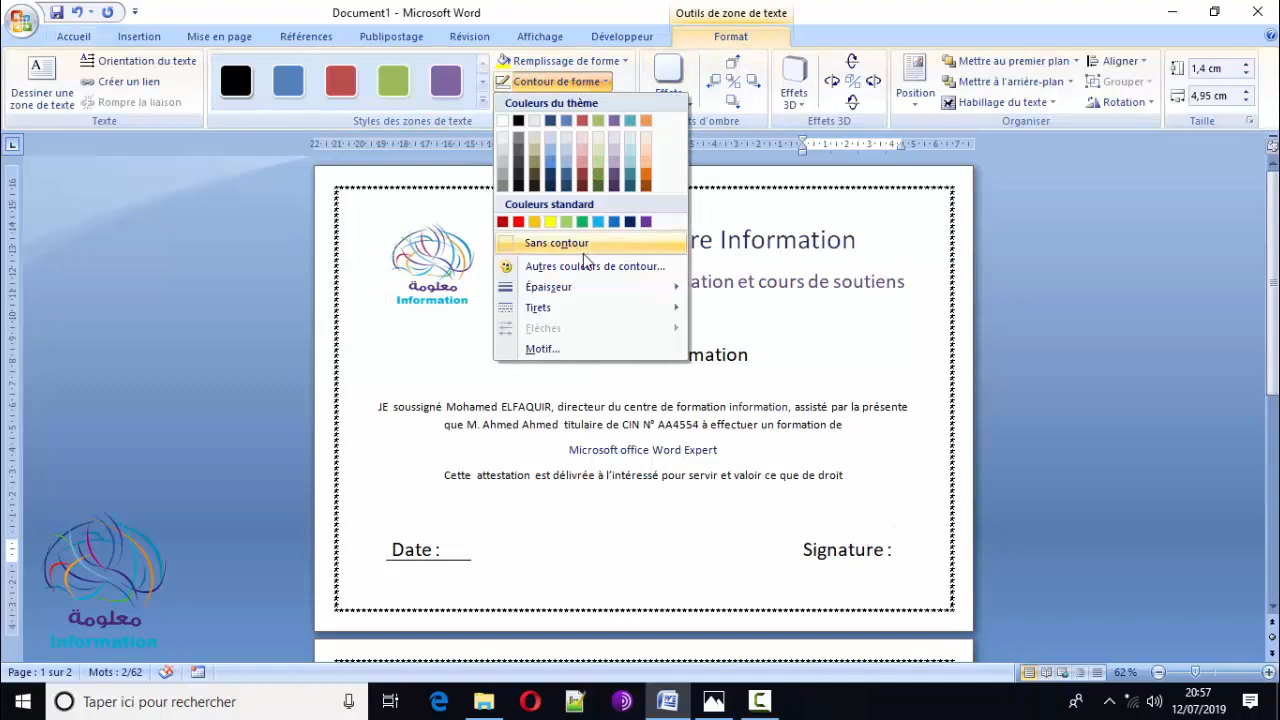 Document1 - Microsoft Word
Outils de zone de texte
Accueil Insertion Mise en page Références Publipostage Révision Affichage Développeur Format
Dessiner une zone de texte
Orientation du texte
Créer un lien
Rompre la liaison
Texte
Styles des zones de texte
Remplissage de forme
Contour de forme
Effets
d'ombre
Effets 3D
Effets 3D
Position
Mettre au premier plan
Mettre à l'arrière-plan
Habillage du texte
Aligner
Grouper
Rotation
Organiser
1,4 cm
4,95 cm
Taille
Couleurs du thème
Couleurs standard
Sans contour
Autres couleurs de contour...
Épaisseur
Tirets
Flèches
Motif...
معلومة
Information
re Information
ation et cours de soutiens
mation
JE soussigné Mohamed ELFAQUIR, directeur du centre de formation information, assisté par la présente
que M. Ahmed Ahmed titulaire de CIN N° AA4554 à effectuer un formation de
Microsoft office Word Expert
Cette attestation est délivrée à l'intéressé pour servir et valoir ce que de droit
Date : Signature :
معلومة
Information
Page : 1 sur 2 Mots : 2/62 62 %
Taper ici pour rechercher
20:57
12/07/2019